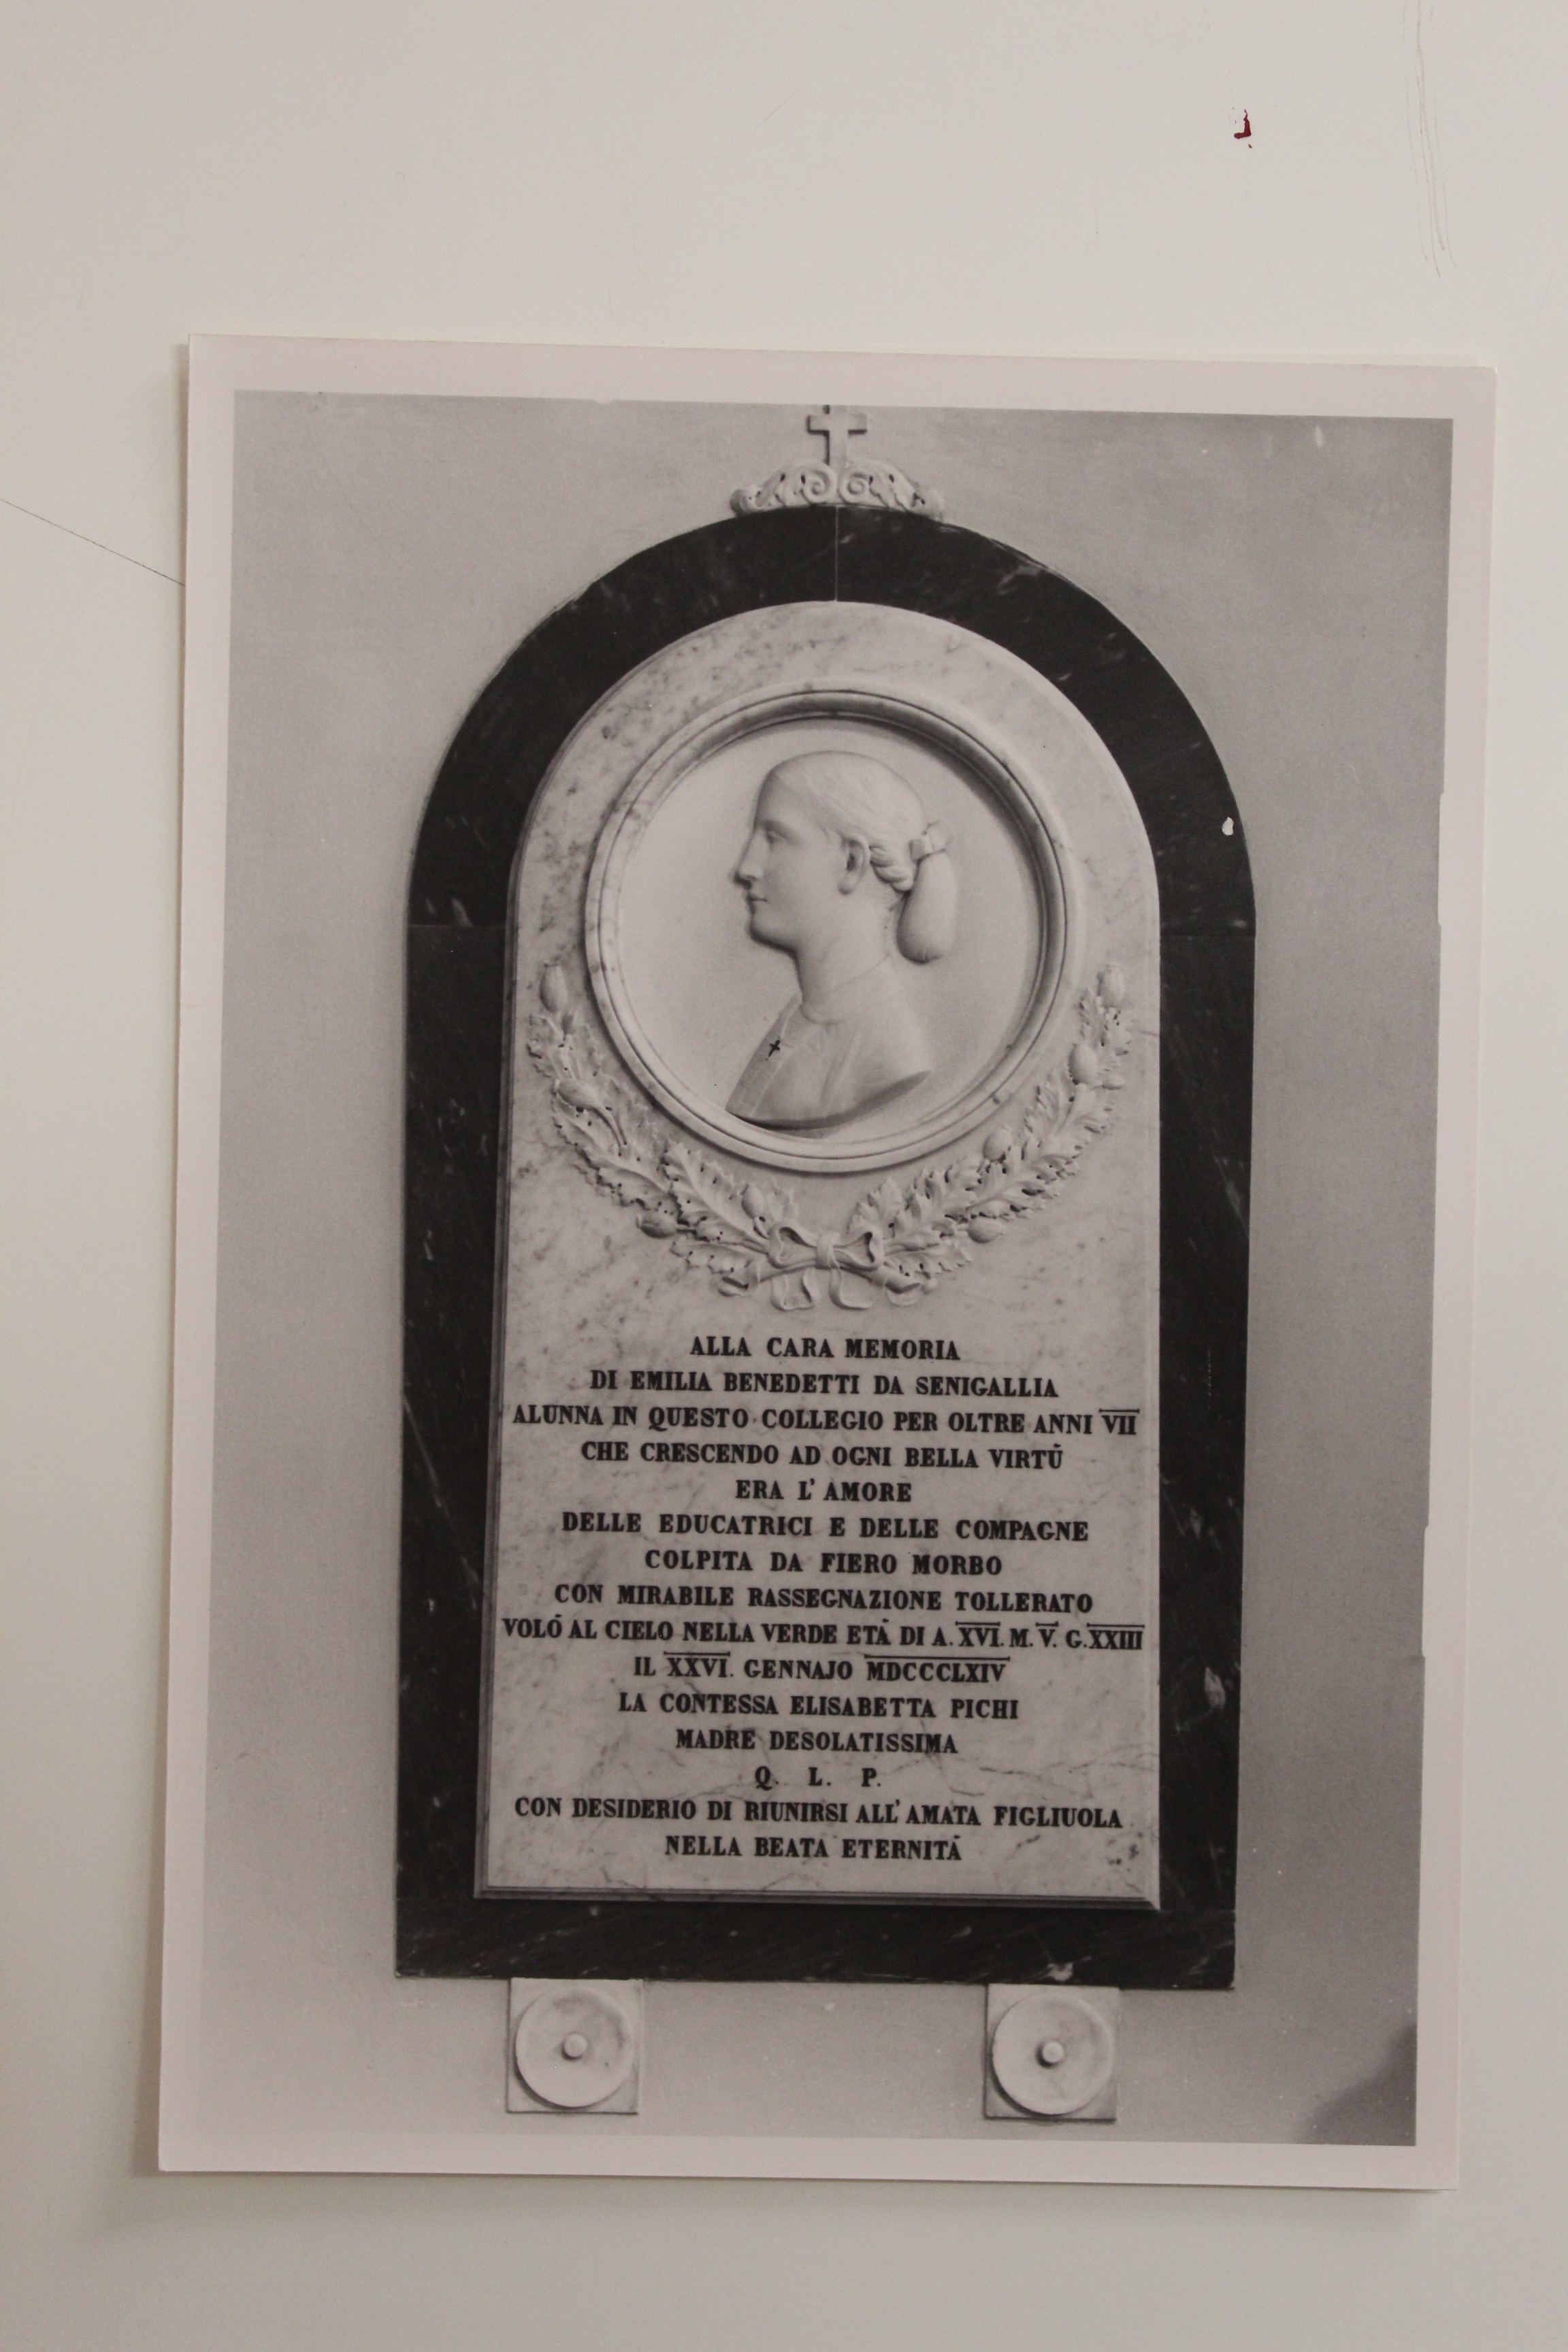 ALLA CARA MEMORIA
DI EMILIA BENEDETTI DA SENIGALLIA
ALUNNA IN QUESTO COLLEGIO PER OLTRE ANNI VII
CHE CRESCENDO AD OGNI BELLA VIRTÙ
ERA L' AMORE
DELLE EDUCATRICI E DELLE COMPAGNE
COLPITA DA FIERO MORBO
CON MIRABILE RASSEGNAZIONE TOLLERATO
VOLÓ AL CIELO NELLA VERDE ETÀ DI A. XVI. M. V. G. XXIII
IL XXVI. GENNAJO MDCCCLXIV
LA CONTESSA ELISABETTA PICHI
MADRE DESOLATISSIMA
Q. L. P.
CON DESIDERIO DI RIUNIRSI ALL' AMATA FIGLIUOLA
NELLA BEATA ETERNITÁ